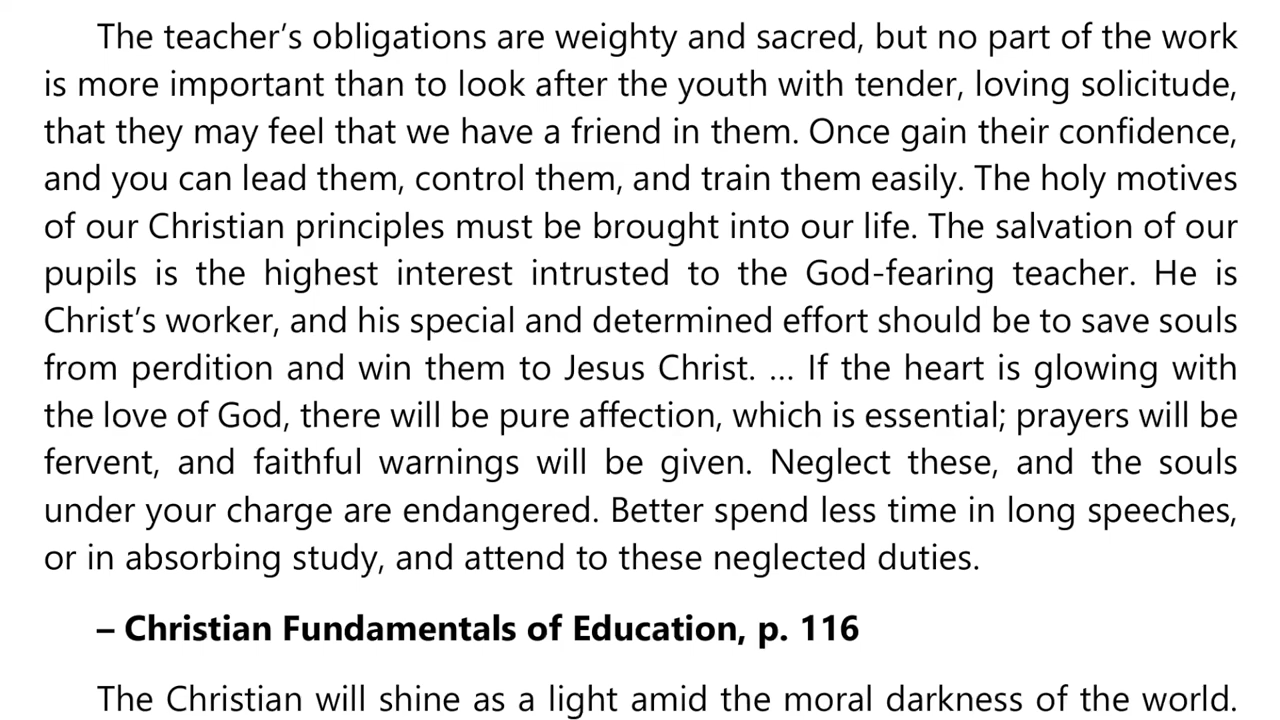 The teacher’s obligations are weighty and sacred, but no part of the work
is more important than to look after the youth with tender, loving solicitude,
that they may feel that we have a friend in them. Once gain their confidence,
and you can lead them, control them, and train them easily. The holy motives
of our Christian principles must be brought into our life. The salvation of our
pupils is the highest interest intrusted to the God-fearing teacher. He is
Christ’s worker, and his special and determined effort should be to save souls
from perdition and win them to Jesus Christ. … If the heart is glowing with
the love of God, there will be pure affection, which is essential; prayers will be
fervent, and faithful warnings will be given. Neglect these, and the souls
under your charge are endangered. Better spend less time in long speeches,
or in absorbing study, and attend to these neglected duties.
– Christian Fundamentals of Education, p. 116
The Christian will shine as a light amid the moral darkness of the world.